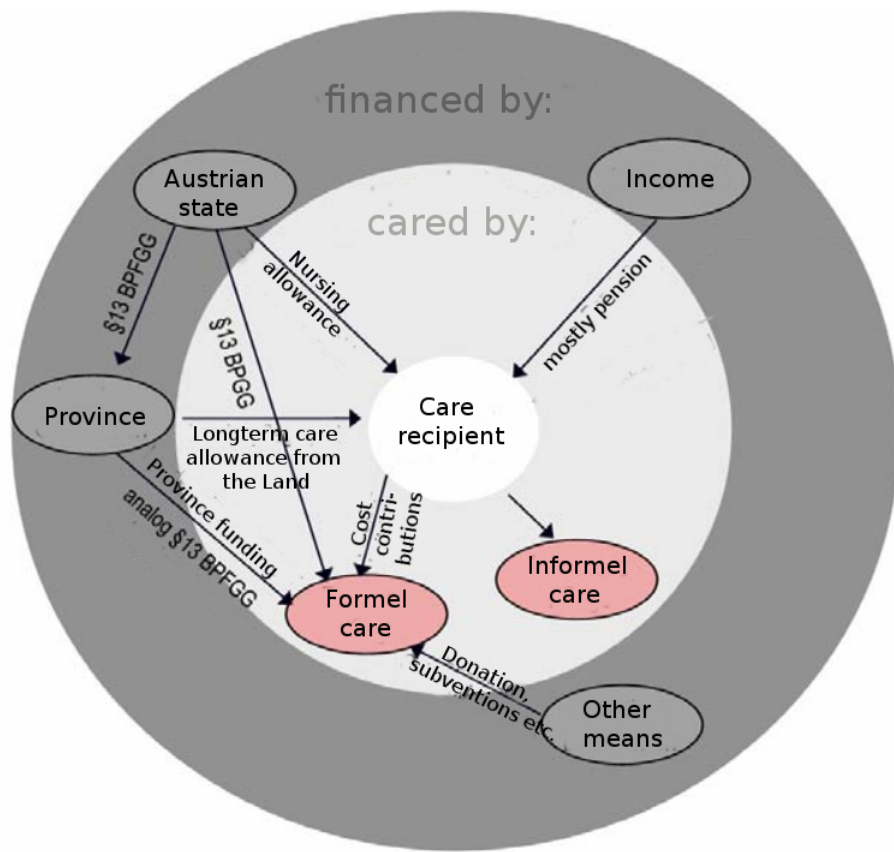 financed by:
Austrian
state
Income
cared by:
§13 BPFGG
Nursing
allowance
mostly pension
§13 BPGG
Province
Care
recipient
Longterm care
allowance from
the Land
Province funding
analog §13 BPFGG
Cost
contri-
butions
Informel
care
Formel
care
Donation,
subventions etc.
Other
means